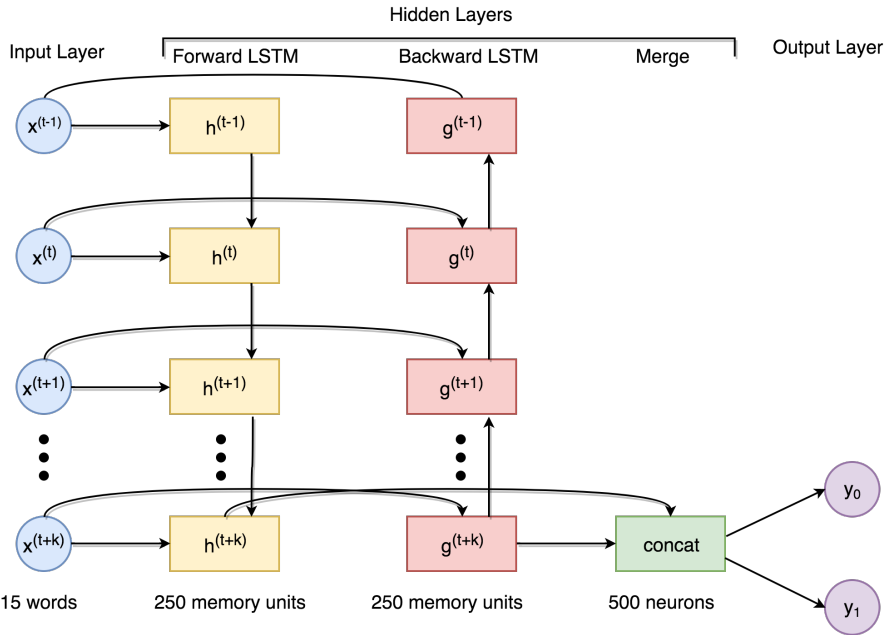 Hidden Layers
Input Layer
Forward LSTM
Backward LSTM
Merge
Output Layer
x(t-1)
h(t-1)
g(t-1)
x(t)
h(t)
g(t)
x(t+1)
h(t+1)
g(t+1)
x(t+k)
h(t+k)
g(t+k)
concat
y0
y1
15 words
250 memory units
250 memory units
500 neurons